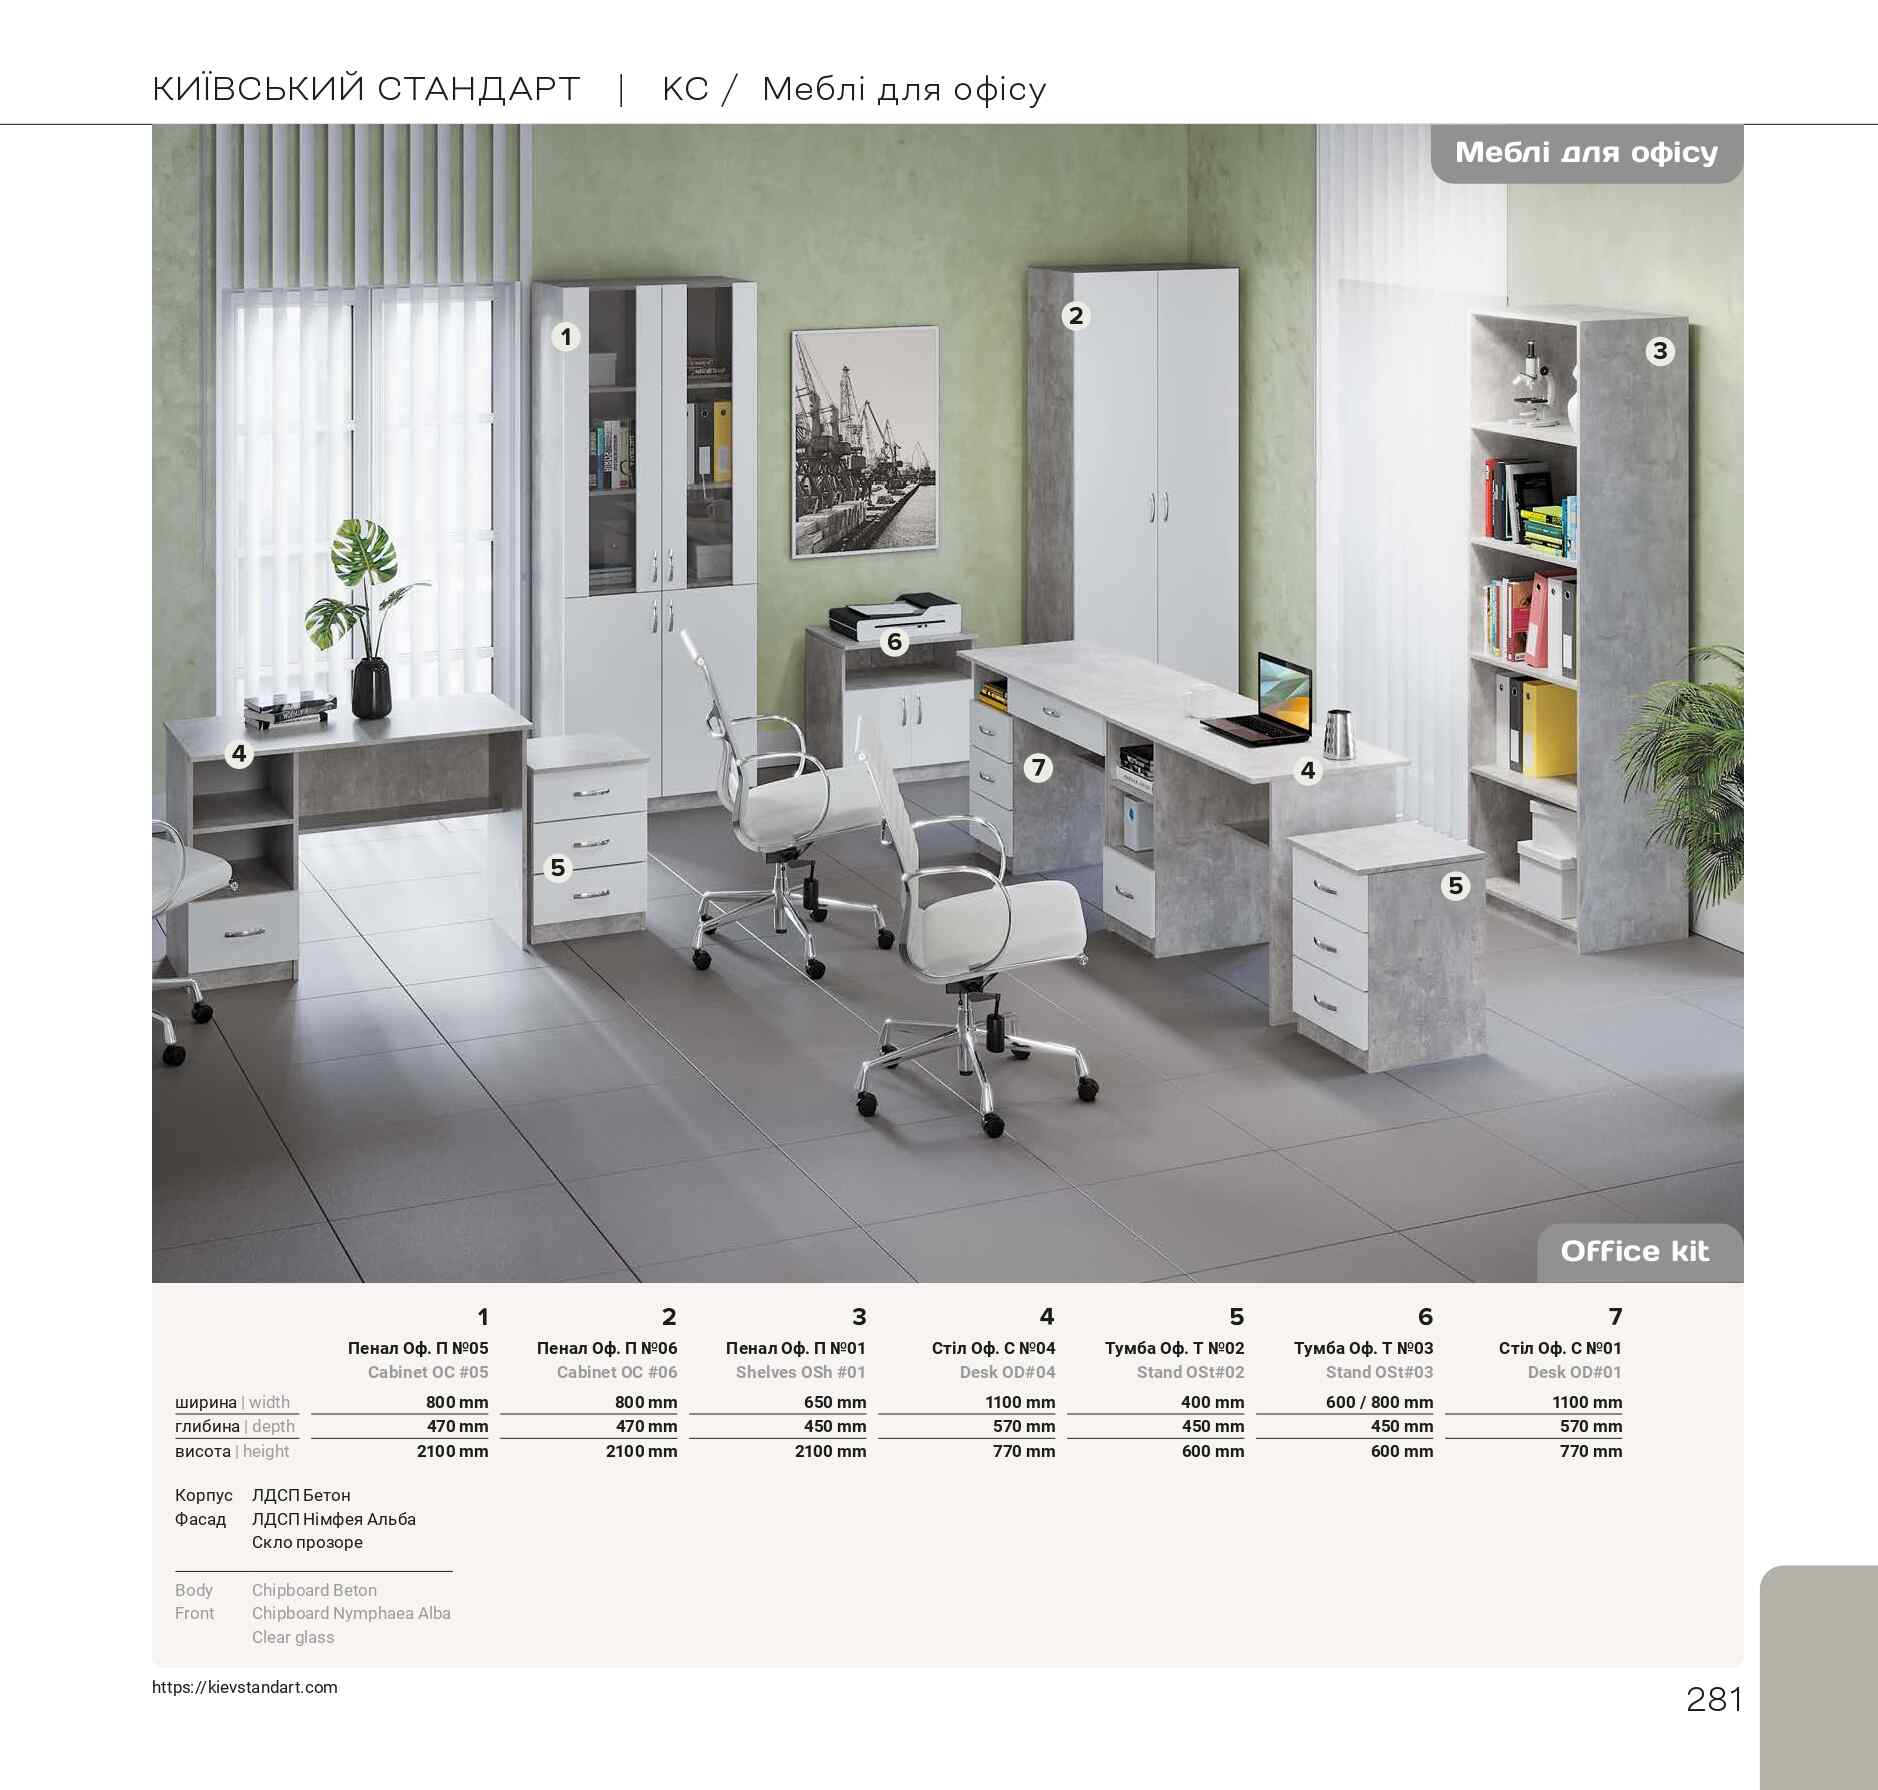 КИЇВСЬКИЙ СТАНДАРТ | КС / Меблі для офісу
Меблі для офісу
1
2
3
6
4
7
4
5
5
Office kit
1 2 3 4 5 6 7
Пенал Оф. П №05 Пенал Оф. П №06 Пенал Оф. П №01 Стіл Оф. С №04 Тумба Оф. Т №02 Тумба Оф. Т №03 Стіл Оф. С №01
Cabinet OC #05 Cabinet OC #06 Shelves OSh #01 Desk OD#04 Stand OSt#02 Stand OSt#03 Desk OD#01
ширина | width 800 mm 800 mm 650 mm 1100 mm 400 mm 600 / 800 mm 1100 mm
глибина | depth 470 mm 470 mm 450 mm 570 mm 450 mm 450 mm 570 mm
висота | height 2100 mm 2100 mm 2100 mm 770 mm 600 mm 600 mm 770 mm
Корпус ЛДСП Бетон
Фасад ЛДСП Німфея Альба
Скло прозоре
Body Chipboard Beton
Front Chipboard Nymphaea Alba
Clear glass
https://kievstandart.com
281